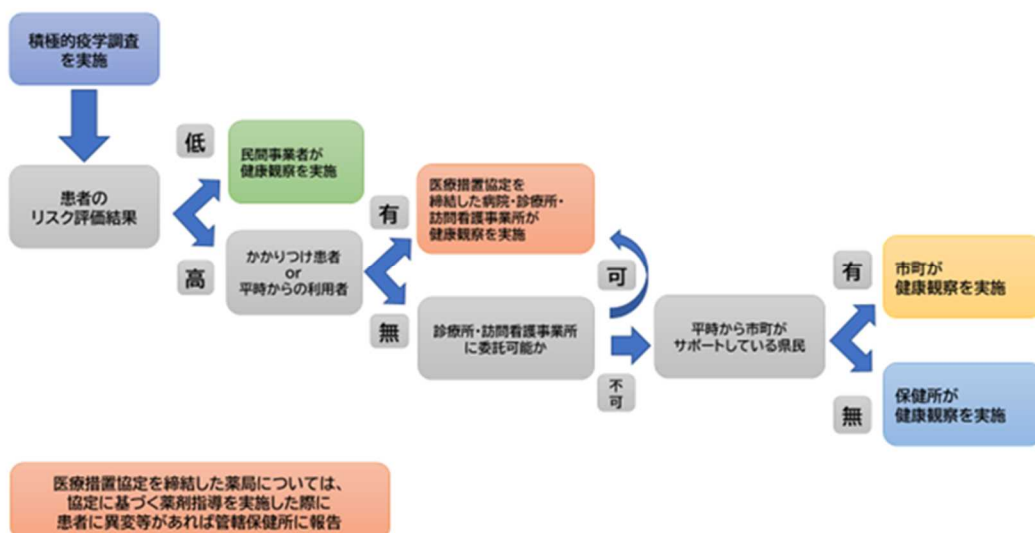 積極的疫学調査
を実施
患者の
リスク評価結果
低
民間事業者が
健康観察を実施
高
かかりつけ患者
or
平時からの利用者
有
医療措置協定を
締結した病院・診療所・
訪問看護事業所が
健康観察を実施
無
診療所・訪問看護事業所
に委託可能か
可
不
可
平時から市町が
サポートしている県民
有
市町が
健康観察を実施
無
保健所が
健康観察を実施
医療措置協定を締結した薬局については、
協定に基づく薬剤指導を実施した際に
患者に異変等があれば管轄保健所に報告